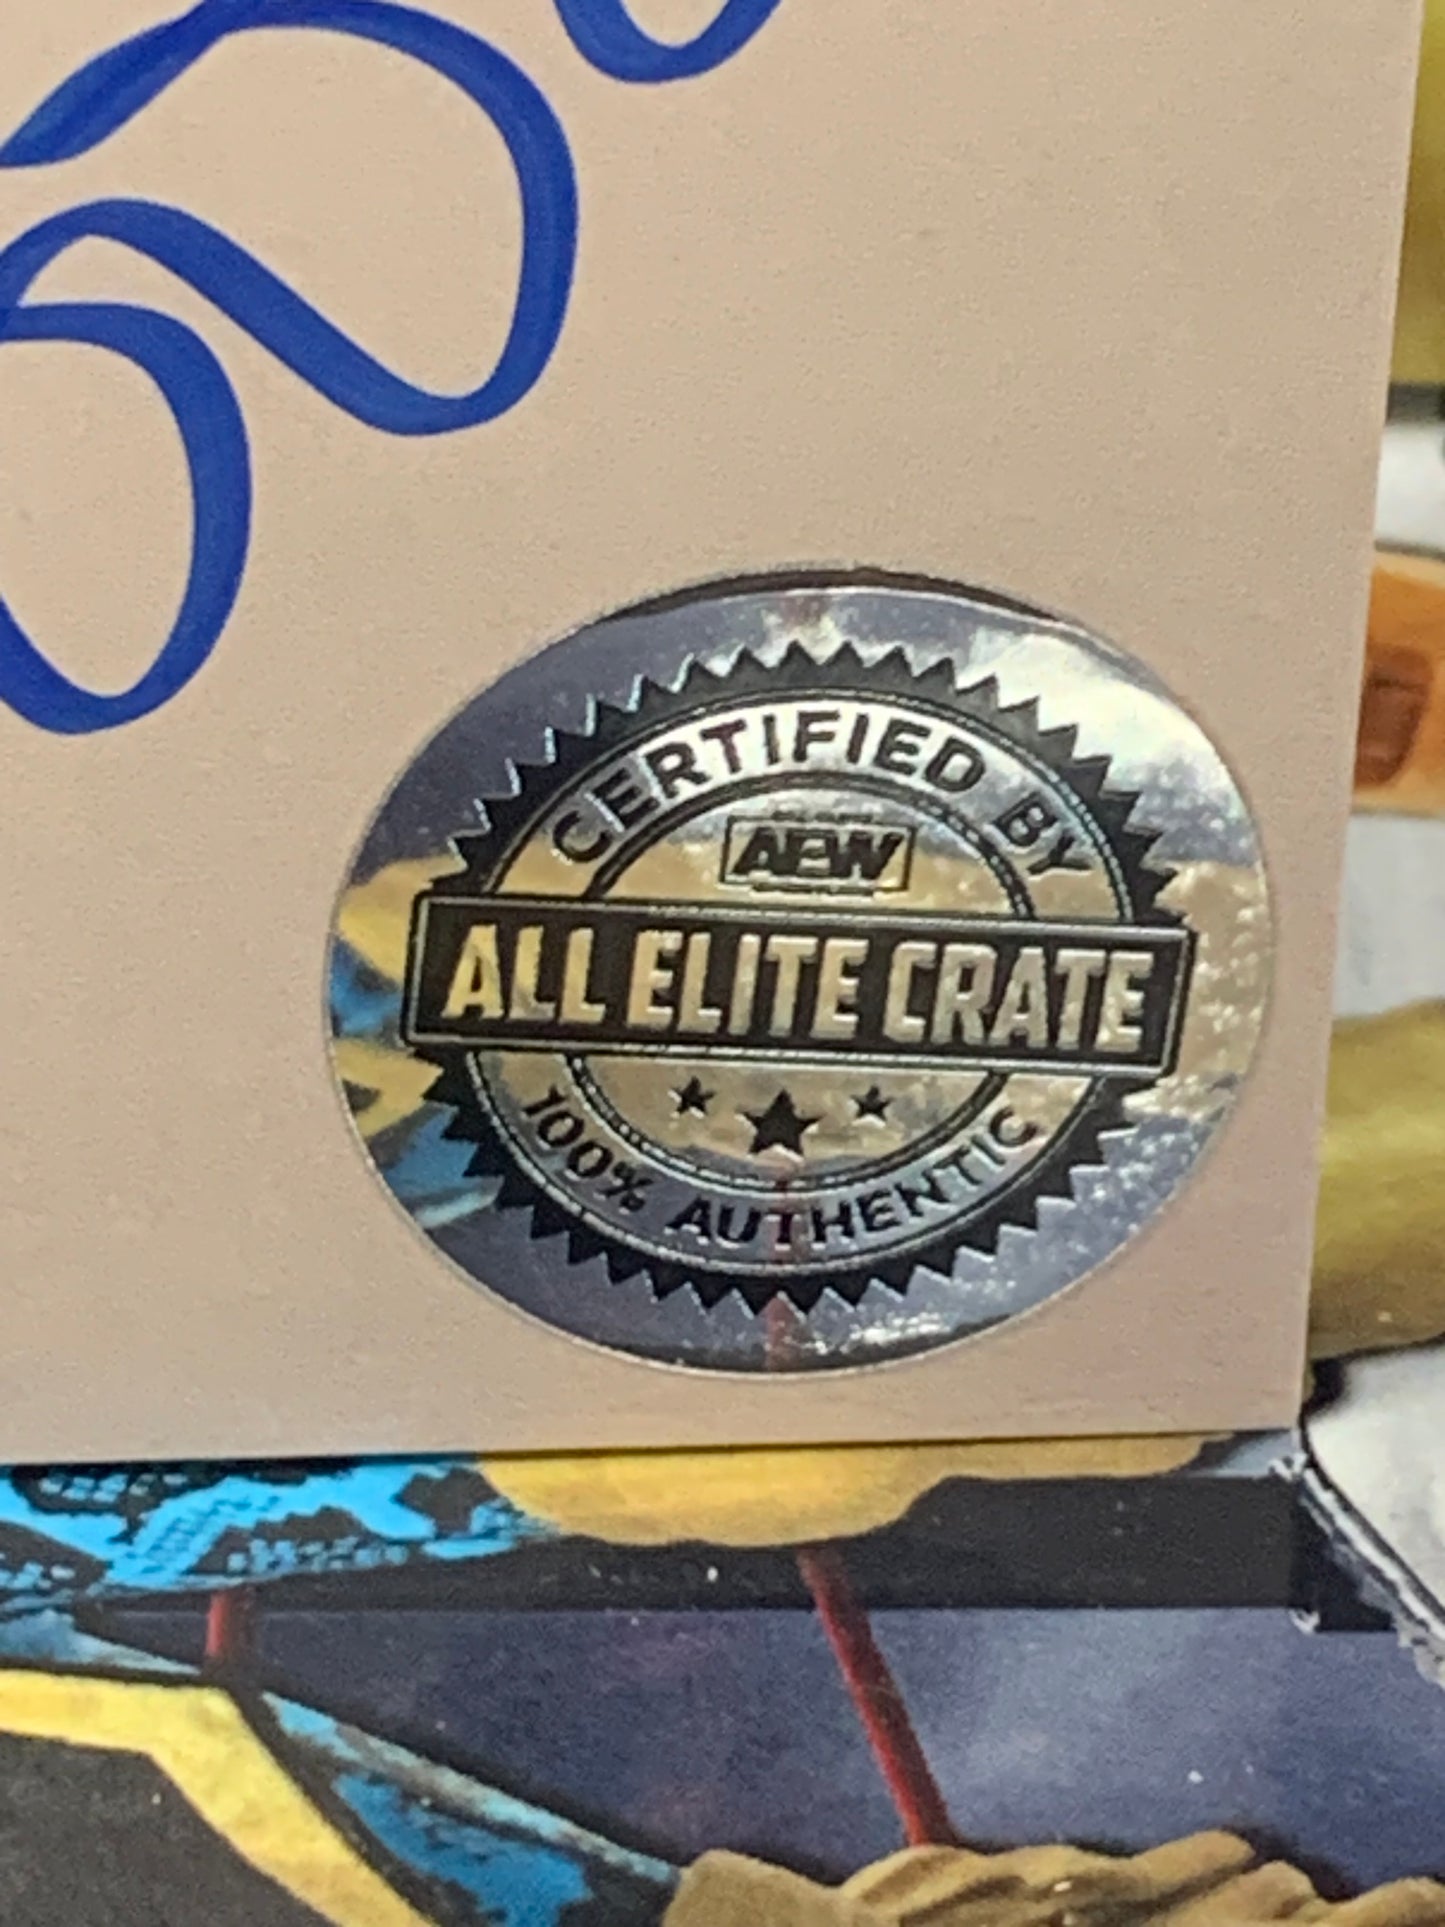 CERTIFIED BY
AEW
ALL ELITE CRATE
100% AUTHENTIC